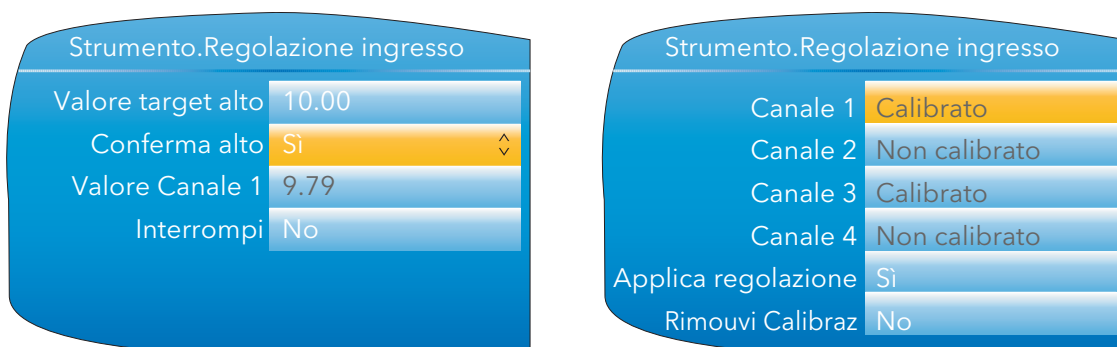 Strumento.Regolazione ingresso
Valore target alto 10.00
Conferma alto Sì
Valore Canale 1 9.79
Interrompi No
Strumento.Regolazione ingresso
Canale 1 Calibrato
Canale 2 Non calibrato
Canale 3 Calibrato
Canale 4 Non calibrato
Applica regolazione Sì
Rimouvi Calibraz No